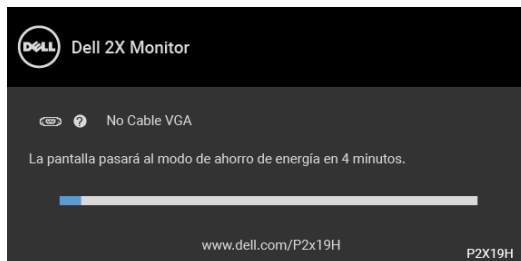 DELL Dell 2X Monitor
? No Cable VGA
La pantalla pasará al modo de ahorro de energía en 4 minutos.
www.dell.com/P2x19H
P2X19H